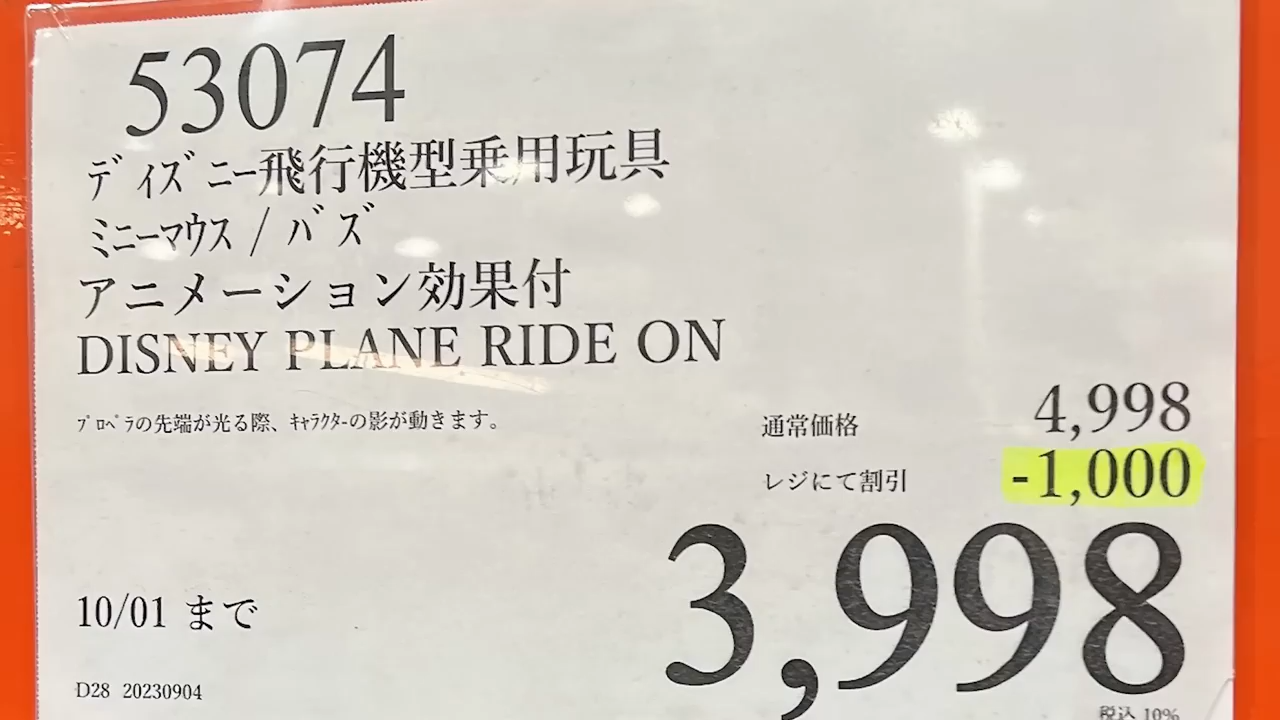 53074
ディズニー飛行機型乗用玩具
ミニーマウス / バズ
アニメーション効果付
DISNEY PLANE RIDE ON
プロペラの先端が光る際、キャラクターの影が動きます。
通常価格 4,998
レジにて割引 -1,000
3,998
10/01 まで
D28 20230904
税込 10%